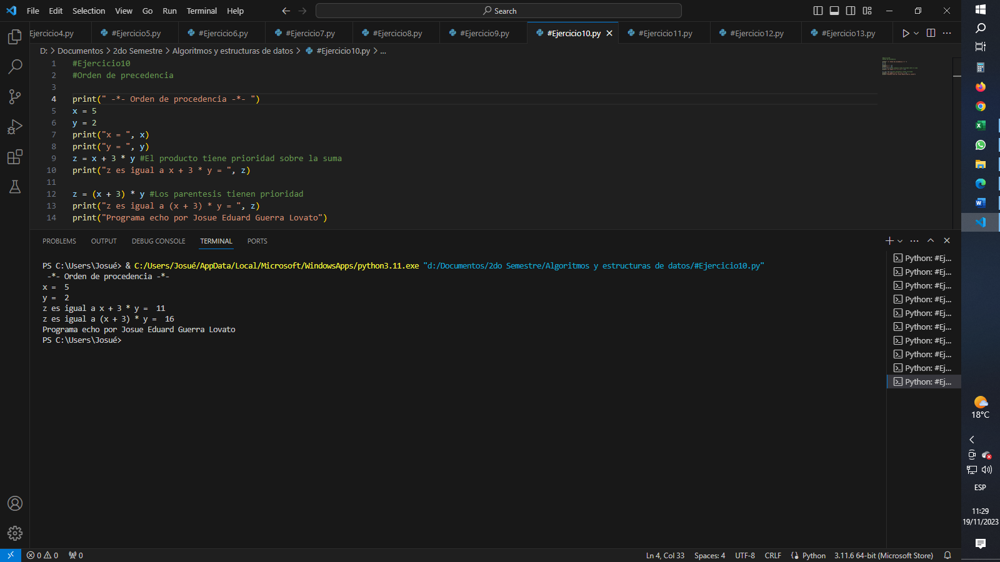 File Edit Selection View Go Run Terminal Help
Search
Ejercicio4.py #Ejercicio5.py #Ejercicio6.py #Ejercicio7.py #Ejercicio8.py #Ejercicio9.py #Ejercicio10.py #Ejercicio11.py #Ejercicio12.py #Ejercicio13.py
D: > Documentos > 2do Semestre > Algoritmos y estructuras de datos > #Ejercicio10.py > ...
1 #Ejercicio10
2 #Orden de precedencia
3
4 print(" -*- Orden de procedencia -*- ")
5 x = 5
6 y = 2
7 print("x = ", x)
8 print("y = ", y)
9 z = x + 3 * y #El producto tiene prioridad sobre la suma
10 print("z es igual a x + 3 * y = ", z)
11
12 z = (x + 3) * y #Los parentesis tienen prioridad
13 print("z es igual a (x + 3) * y = ", z)
14 print("Programa echo por Josue Eduard Guerra Lovato")
PROBLEMS OUTPUT DEBUG CONSOLE TERMINAL PORTS
PS C:\Users\Josué> & C:/Users/Josué/AppData/Local/Microsoft/WindowsApps/python3.11.exe "d:/Documentos/2do Semestre/Algoritmos y estructuras de datos/#Ejercicio10.py"
 -*- Orden de procedencia -*-
x =  5
y =  2
z es igual a x + 3 * y =  11
z es igual a (x + 3) * y =  16
Programa echo por Josue Eduard Guerra Lovato
PS C:\Users\Josué>
Python: #Ej...
Python: #Ej...
Python: #Ej...
Python: #Ej...
Python: #Ej...
Python: #Ej...
Python: #Ej...
Python: #Ej...
Python: #Ej...
Python: #Ej...
18°C
ESP
11:29
19/11/2023
0 0 0
Ln 4, Col 33 Spaces: 4 UTF-8 CRLF Python 3.11.6 64-bit (Microsoft Store)